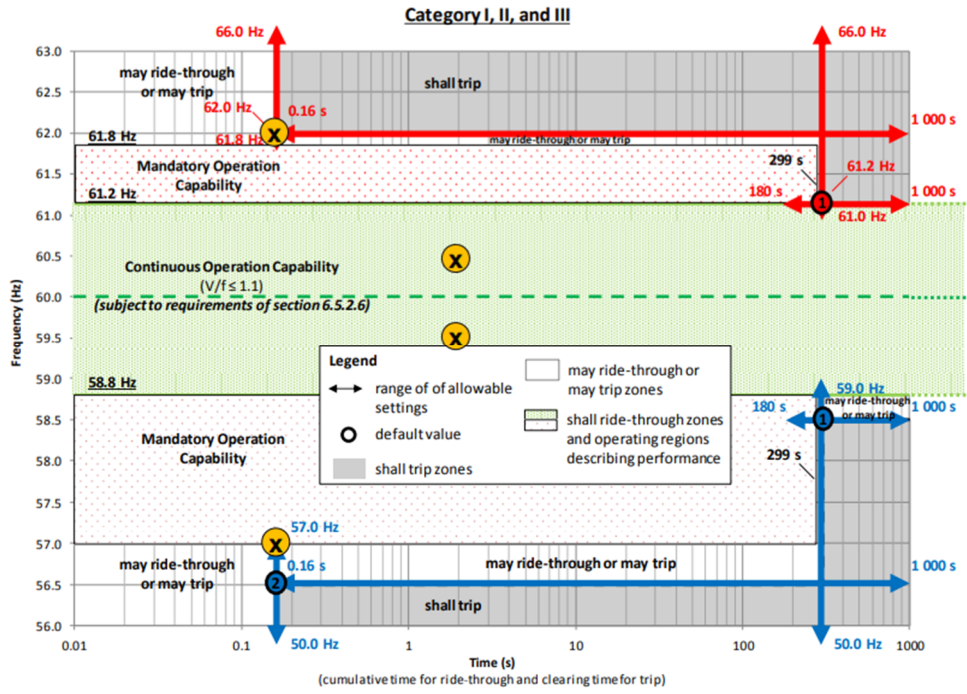 Category I, II, and III
66.0 Hz
66.0 Hz
63.0
may ride-through
or may trip
shall trip
62.5
62.0 Hz
0.16 s
1 000 s
62.0
X
61.8 Hz
61.8 Hz
may ride-through or may trip
Mandatory Operation
Capability
299 s
61.2 Hz
61.5
61.2 Hz
180 s
1 000 s
1
61.0
61.0 Hz
60.5
X
Continuous Operation Capability
(V/f ≤ 1.1)
(subject to requirements of section 6.5.2.6)
60.0
59.5
X
59.0
58.8 Hz
Legend
range of of allowable
settings
default value
shall trip zones
may ride-through or
may trip zones
shall ride-through zones
and operating regions
describing performance
59.0 Hz
may ride-through
or may trip
180 s
1 000 s
1
58.5
Mandatory Operation
Capability
299 s
58.0
57.5
57.0 Hz
57.0
X
may ride-through
or may trip
0.16 s
may ride-through or may trip
1 000 s
56.5
2
shall trip
56.0
50.0 Hz
50.0 Hz
0.01
0.1
1
10
100
1000
Frequency (Hz)
Time (s)
(cumulative time for ride-through and clearing time for trip)